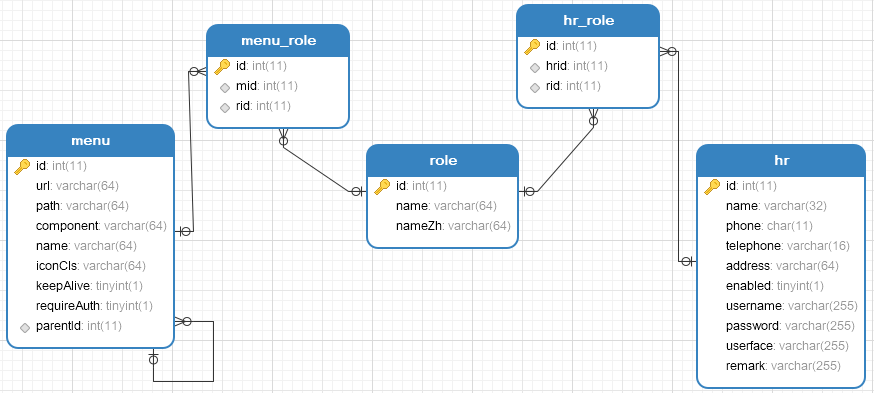 menu_role
id: int(11)
mid: int(11)
rid: int(11)
hr_role
id: int(11)
hrid: int(11)
rid: int(11)
menu
id: int(11)
url: varchar(64)
path: varchar(64)
component: varchar(64)
name: varchar(64)
iconCls: varchar(64)
keepAlive: tinyint(1)
requireAuth: tinyint(1)
parentId: int(11)
role
id: int(11)
name: varchar(64)
nameZh: varchar(64)
hr
id: int(11)
name: varchar(32)
phone: char(11)
telephone: varchar(16)
address: varchar(64)
enabled: tinyint(1)
username: varchar(255)
password: varchar(255)
userface: varchar(255)
remark: varchar(255)